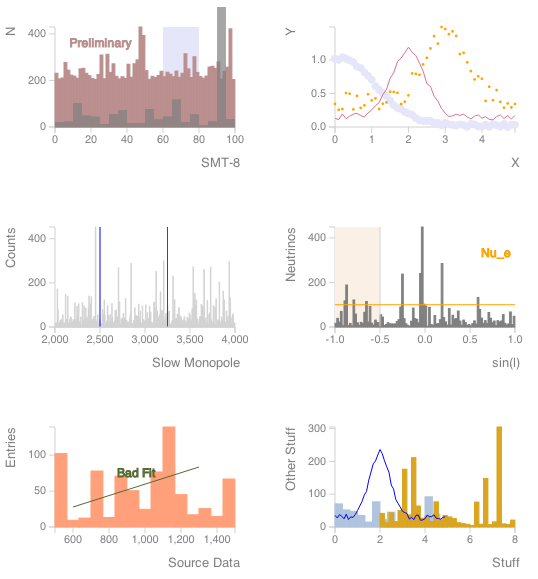 N
400
200
0
Preliminary
0 20 40 60 80 100
SMT-8
Y
1.0
0.5
0.0
0 1 2 3 4
X
Counts
400
200
0
2,000 2,500 3,000 3,500 4,000
Slow Monopole
Neutrinos
400
200
0
Nu_e
-1.0 -0.5 0.0 0.5 1.0
sin(l)
Entries
100
50
0
Bad Fit
600 800 1,000 1,200 1,400
Source Data
Other Stuff
300
200
100
0
0 2 4 6 8
Stuff